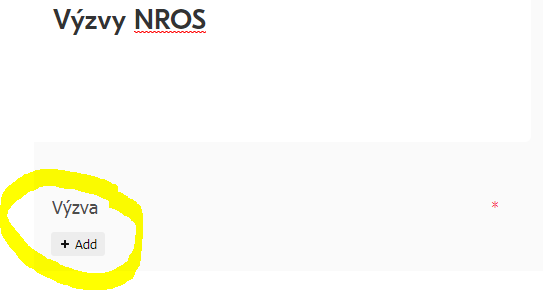 Výzvy NROS
Výzva *
+ Add